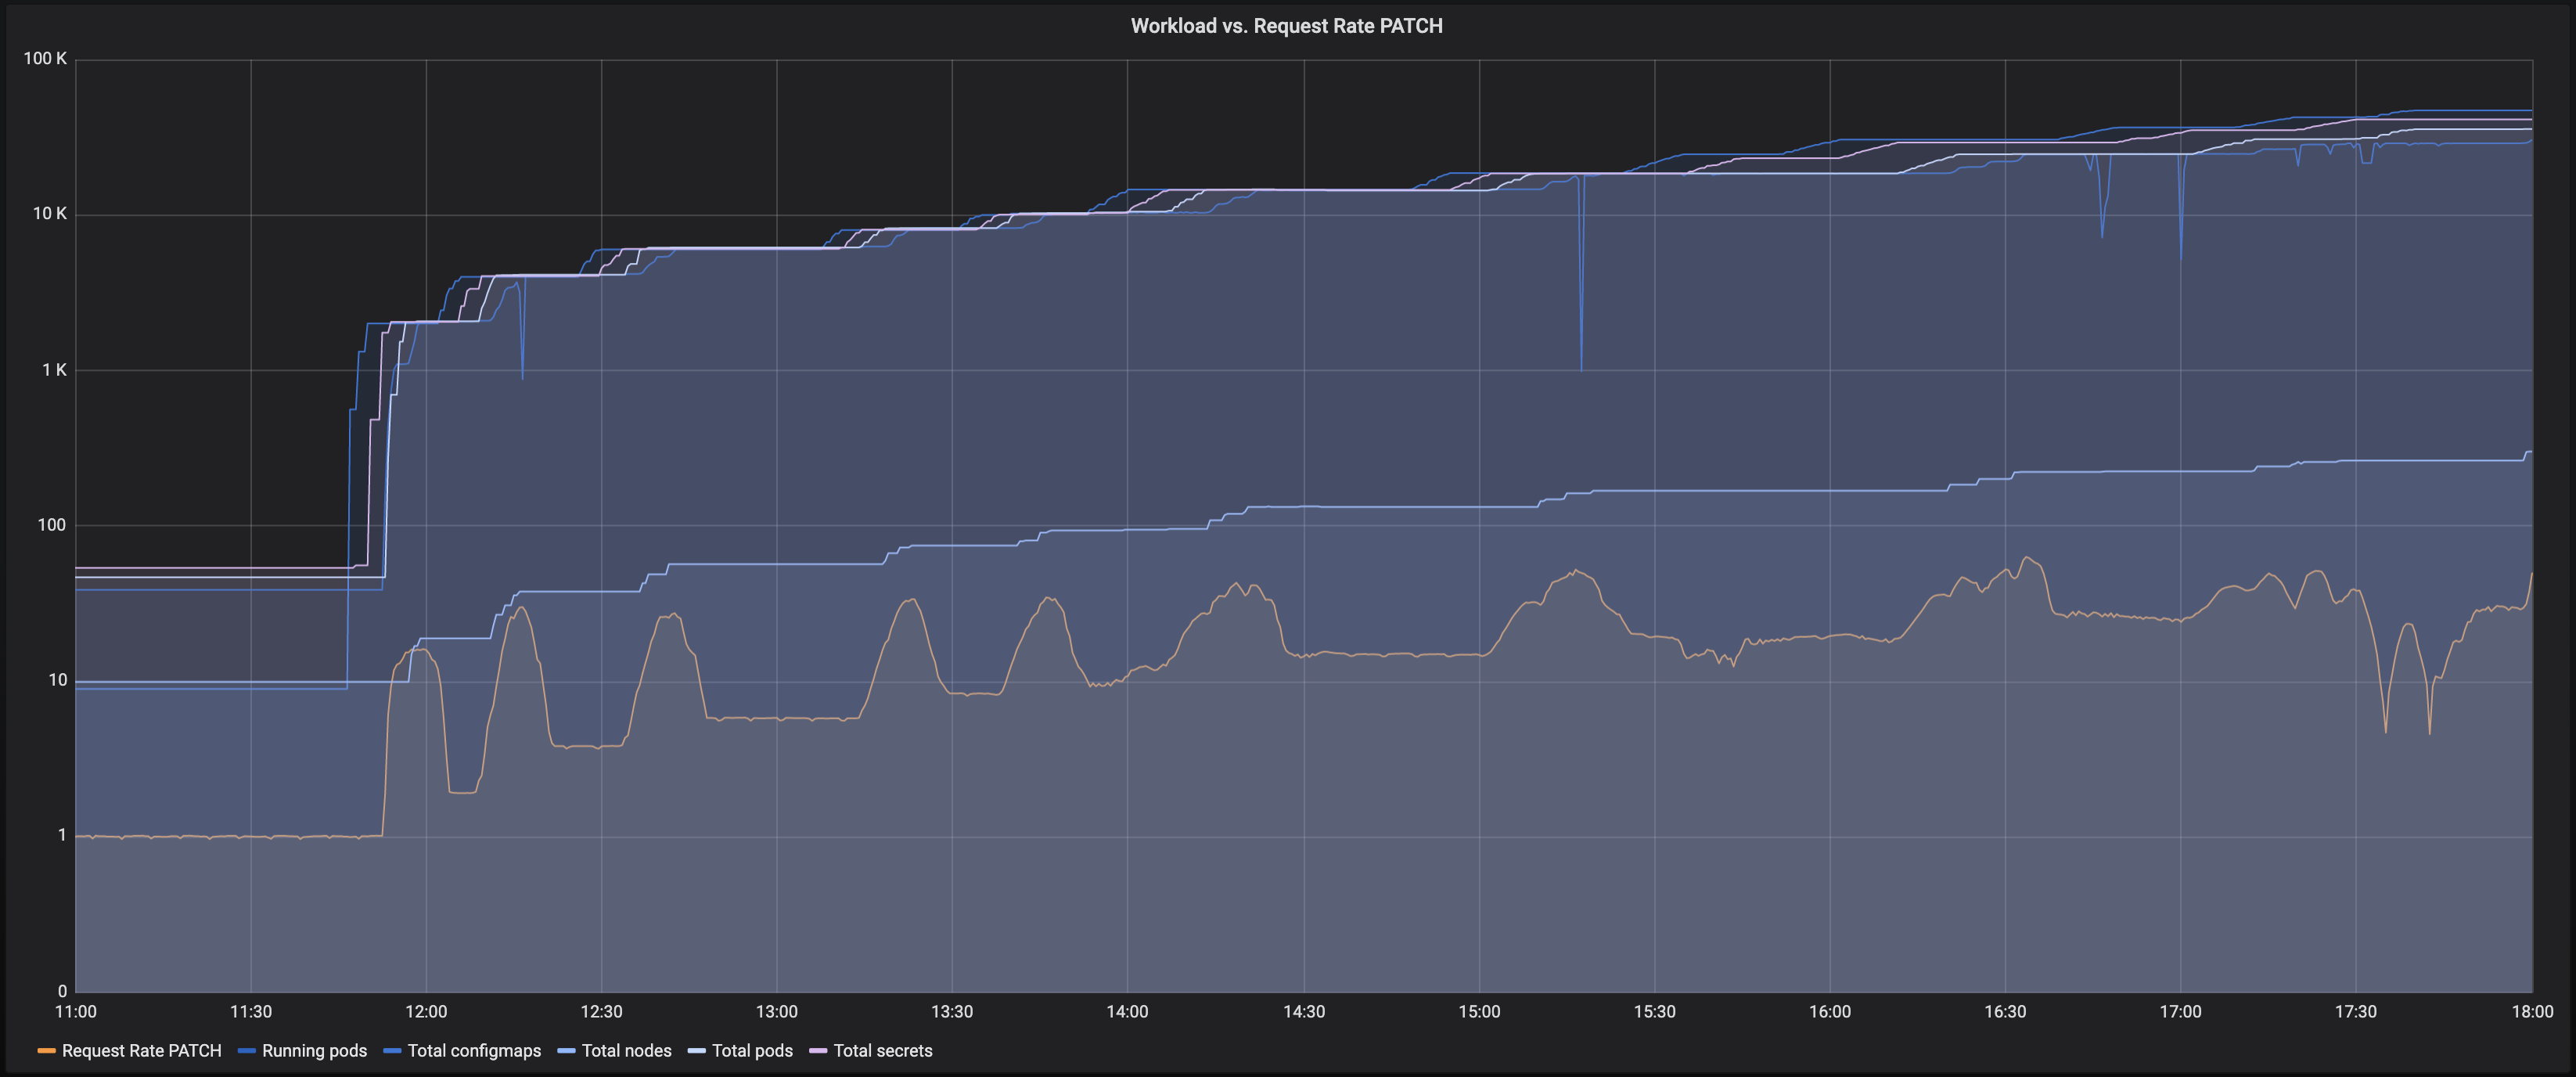 Workload vs. Request Rate PATCH
100 K
10 K
1 K
100
10
1
0
11:00 11:30 12:00 12:30 13:00 13:30 14:00 14:30 15:00 15:30 16:00 16:30 17:00 17:30 18:00
Request Rate PATCH Running pods Total configmaps Total nodes Total pods Total secrets